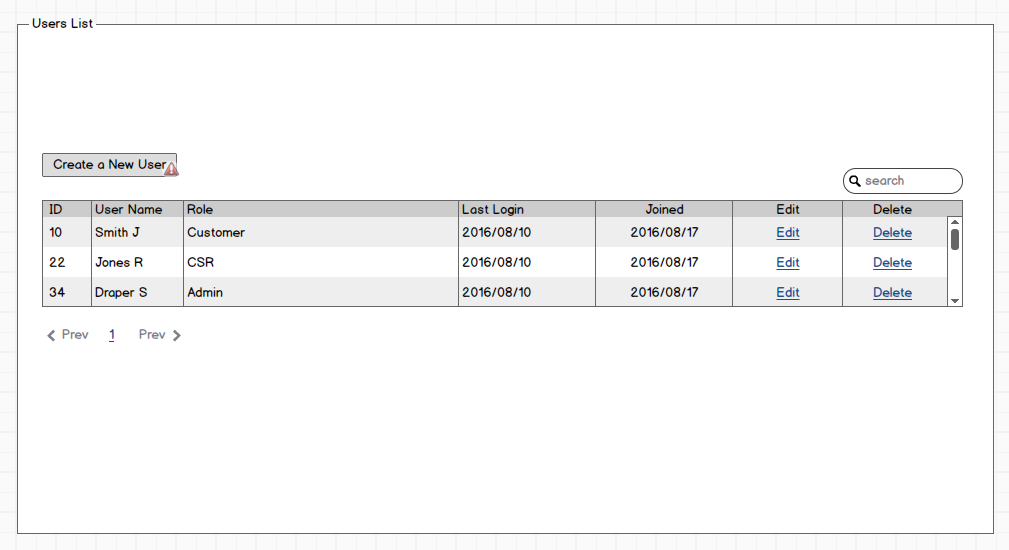 Users List
Create a New User
search
ID User Name Role Last Login Joined Edit Delete
10 Smith J Customer 2016/08/10 2016/08/17 Edit Delete
22 Jones R CSR 2016/08/10 2016/08/17 Edit Delete
34 Draper S Admin 2016/08/10 2016/08/17 Edit Delete
Prev 1 Prev